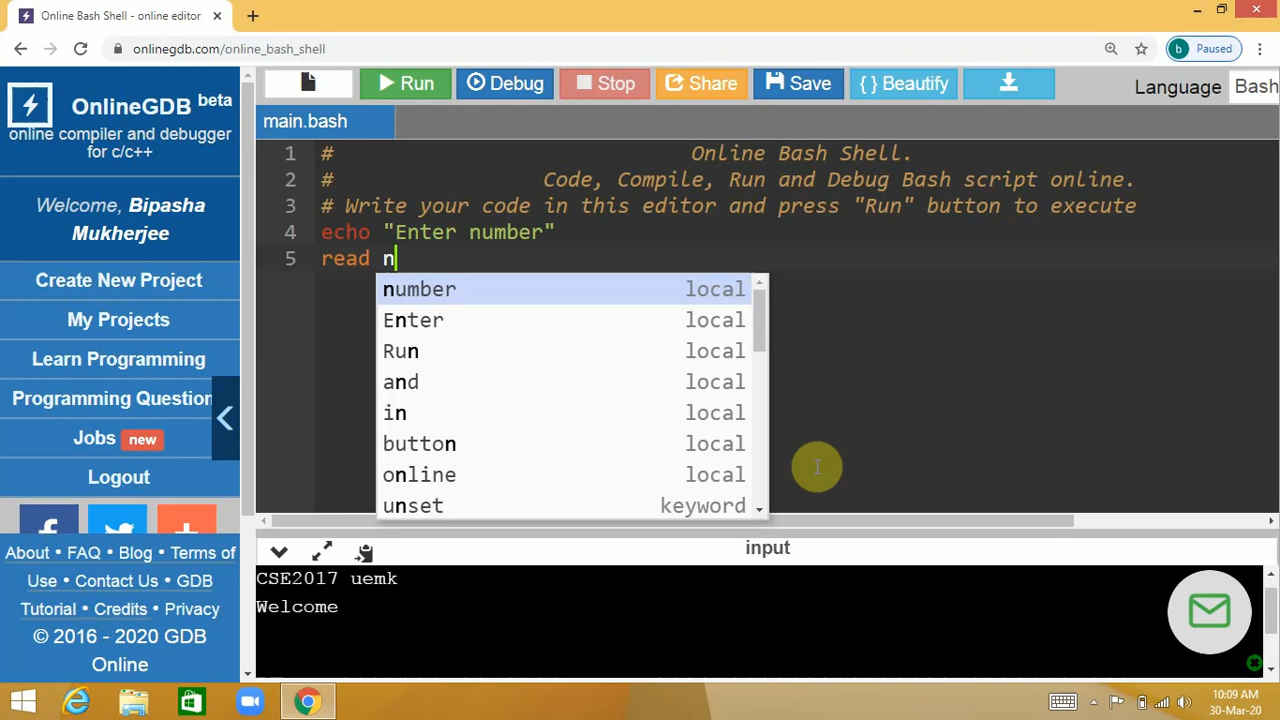 Online Bash Shell - online editor
onlinegdb.com/online_bash_shell
b Paused
OnlineGDB beta
online compiler and debugger
for c/c++
Welcome, Bipasha
Mukherjee
Create New Project
My Projects
Learn Programming
Programming Question
Jobs new
Logout
About • FAQ • Blog • Terms of
Use • Contact Us • GDB
Tutorial • Credits • Privacy
© 2016 - 2020 GDB
Online
Run Debug Stop Share Save { } Beautify Language Bash
main.bash
1 # Online Bash Shell.
2 # Code, Compile, Run and Debug Bash script online.
3 # Write your code in this editor and press "Run" button to execute
4 echo "Enter number"
5 read n
number local
Enter local
Run local
and local
in local
button local
online local
unset keyword
input
CSE2017 uemk
Welcome
10:09 AM
30-Mar-20